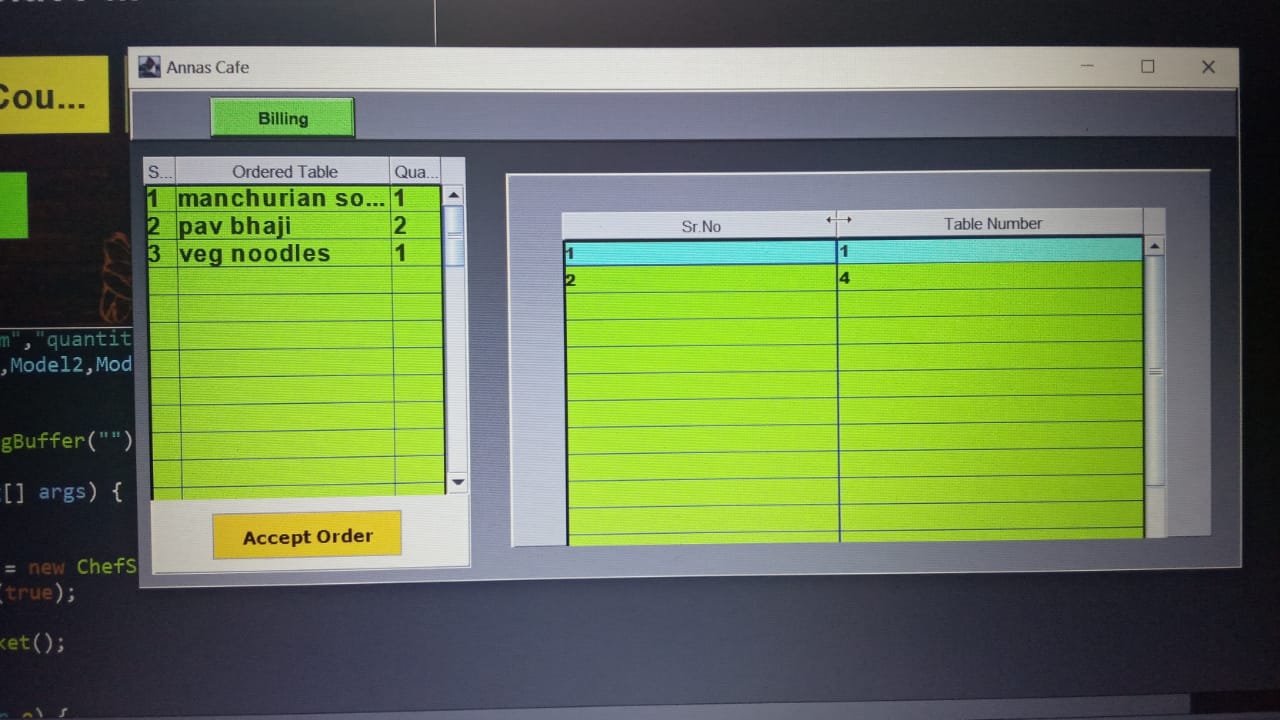 Cou...
Annas Cafe
Billing
S... Ordered Table Qua...
1 manchurian so... 1
2 pav bhaji 2
3 veg noodles 1
Accept Order
Sr.No Table Number
1 1
2 4
m","quantit
,Model2,Mod
gBuffer("")
[] args) {
= new ChefS
(true);
ket();